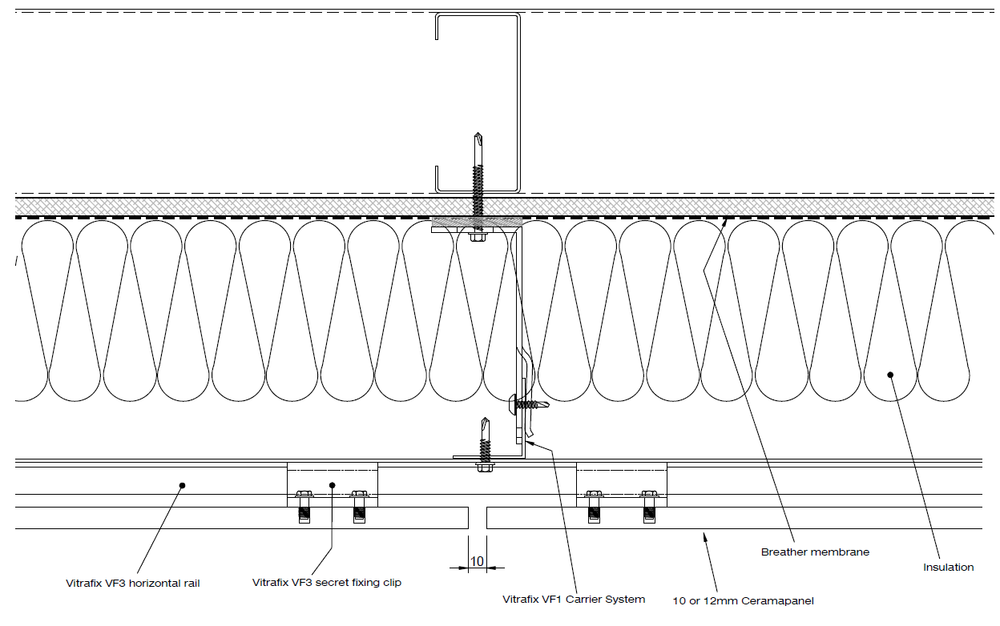 10
Breather membrane
Insulation
Vitrafix VF3 horizontal rail
Vitrafix VF3 secret fixing clip
Vitrafix VF1 Carrier System
10 or 12mm Ceramapanel